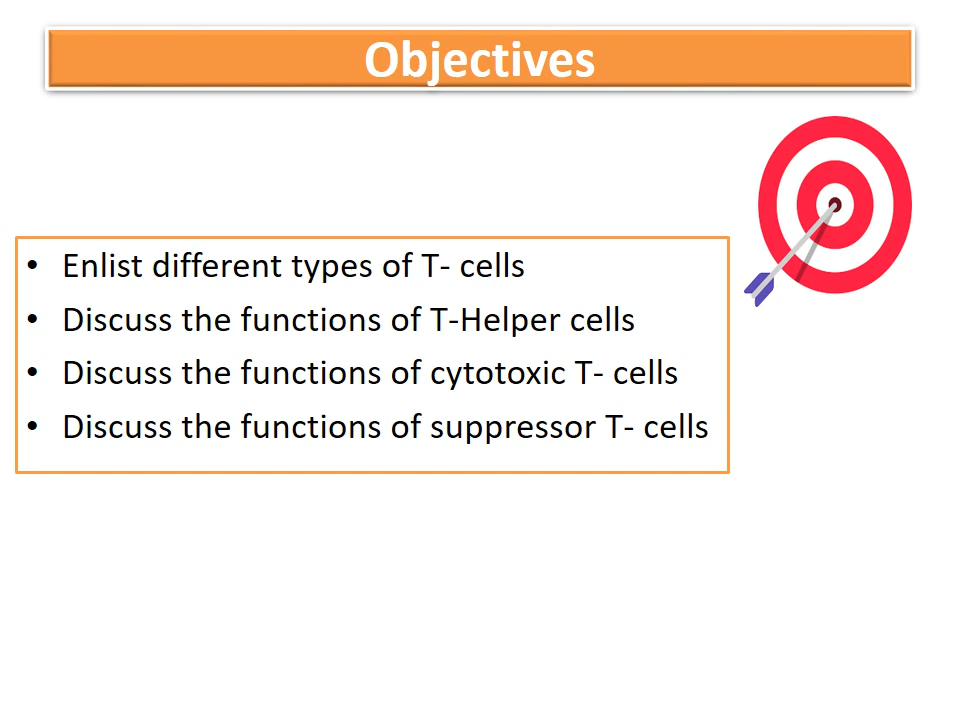 Objectives
• Enlist different types of T- cells
• Discuss the functions of T-Helper cells
• Discuss the functions of cytotoxic T- cells
• Discuss the functions of suppressor T- cells